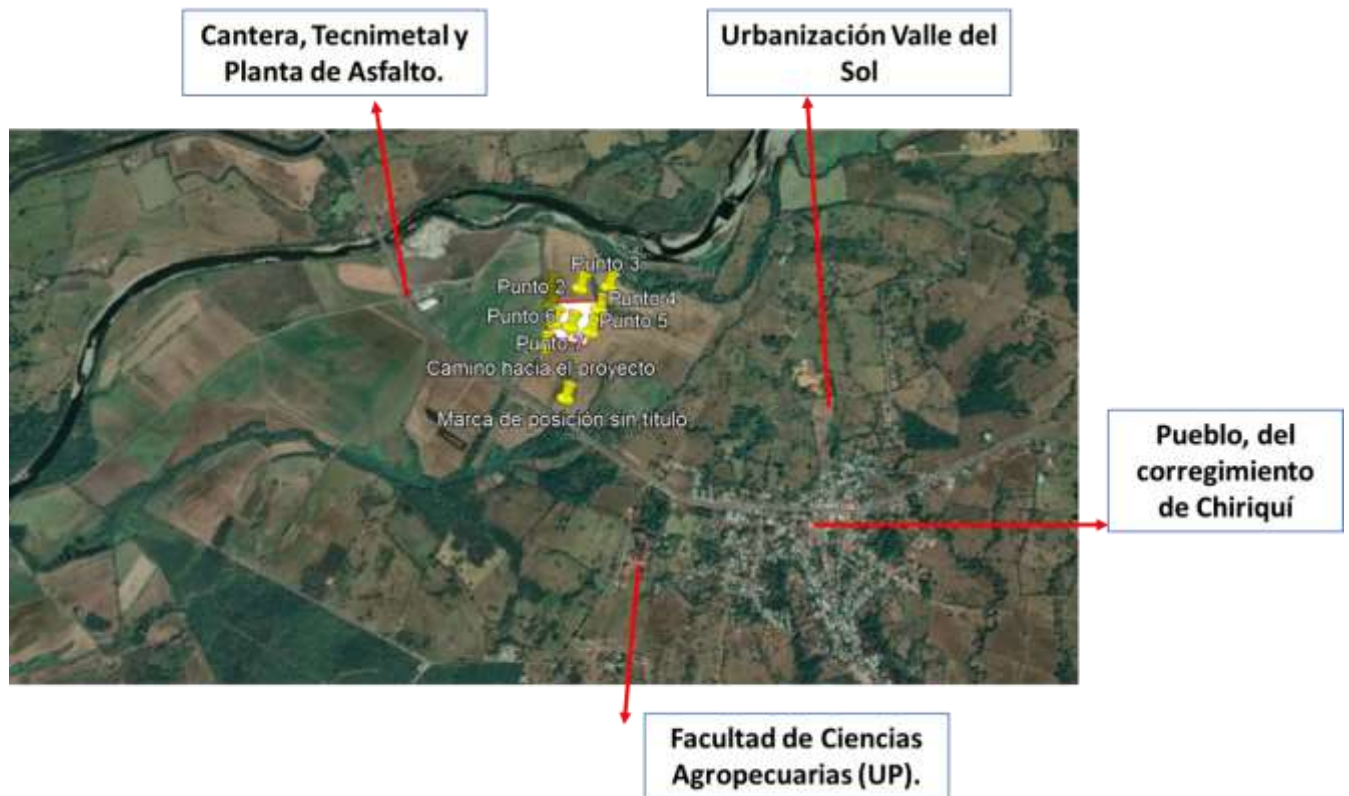 Cantera, Tecnimetal y
Planta de Asfalto.
Urbanización Valle del
Sol
Punto 3
Punto 2
Punto 4
Punto 6
Punto 5
Punto 7
Camino hacia el proyecto
Marca de posición sin título
Pueblo, del
corregimiento
de Chiriquí
Facultad de Ciencias
Agropecuarias (UP).